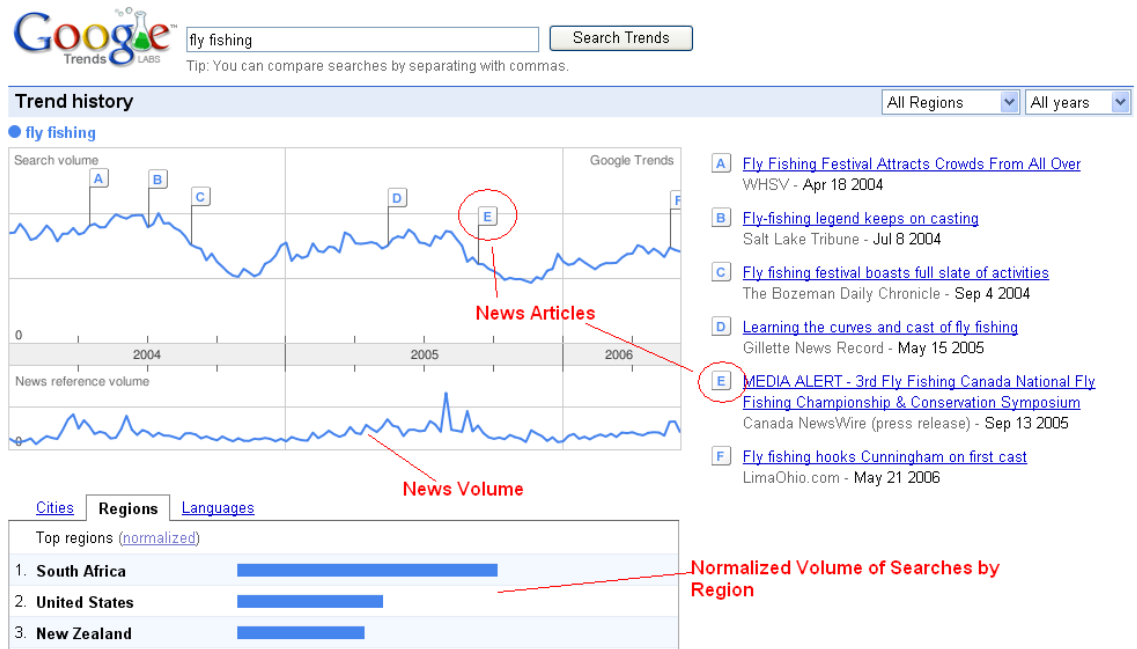 Google™
Trends LABS
fly fishing
Search Trends
Tip: You can compare searches by separating with commas.
Trend history
All Regions
All years
fly fishing
Search volume
Google Trends
A
B
C
D
E
F
0
2004
2005
2006
News reference volume
0
News Articles
News Volume
A Fly Fishing Festival Attracts Crowds From All Over
WHSV - Apr 18 2004
B Fly-fishing legend keeps on casting
Salt Lake Tribune - Jul 8 2004
C Fly fishing festival boasts full slate of activities
The Bozeman Daily Chronicle - Sep 4 2004
D Learning the curves and cast of fly fishing
Gillette News Record - May 15 2005
E MEDIA ALERT - 3rd Fly Fishing Canada National Fly
Fishing Championship & Conservation Symposium
Canada NewsWire (press release) - Sep 13 2005
F Fly fishing hooks Cunningham on first cast
LimaOhio.com - May 21 2006
Cities Regions Languages
Top regions (normalized)
1. South Africa
2. United States
3. New Zealand
Normalized Volume of Searches by
Region